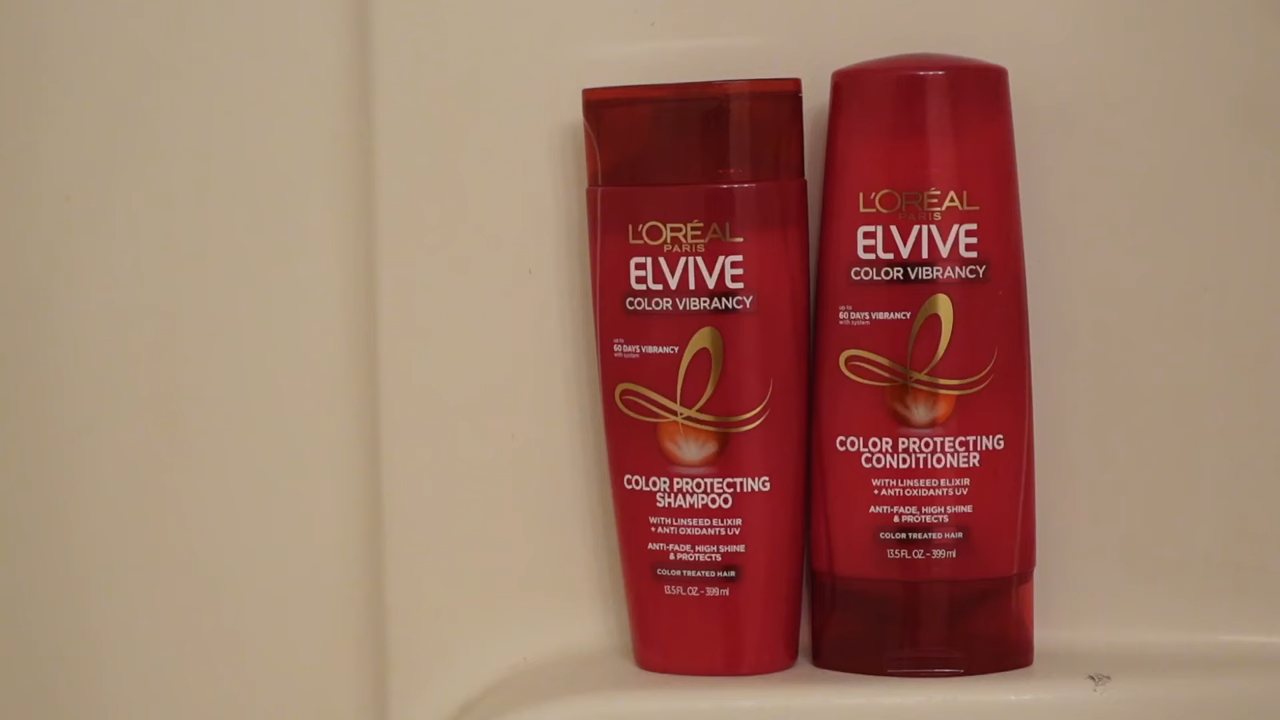 L'ORÉAL
PARIS
ELVIVE
COLOR VIBRANCY
up to
60 DAYS VIBRANCY
with system
COLOR PROTECTING
SHAMPOO
WITH LINSEED ELIXIR
+ ANTI OXIDANTS UV
ANTI-FADE, HIGH SHINE
& PROTECTS
COLOR TREATED HAIR
13.5 FL. OZ. - 399 ml
L'ORÉAL
PARIS
ELVIVE
COLOR VIBRANCY
up to
60 DAYS VIBRANCY
with system
COLOR PROTECTING
CONDITIONER
WITH LINSEED ELIXIR
+ ANTI OXIDANTS UV
ANTI-FADE, HIGH SHINE
& PROTECTS
COLOR TREATED HAIR
13.5 FL. OZ. - 399 ml